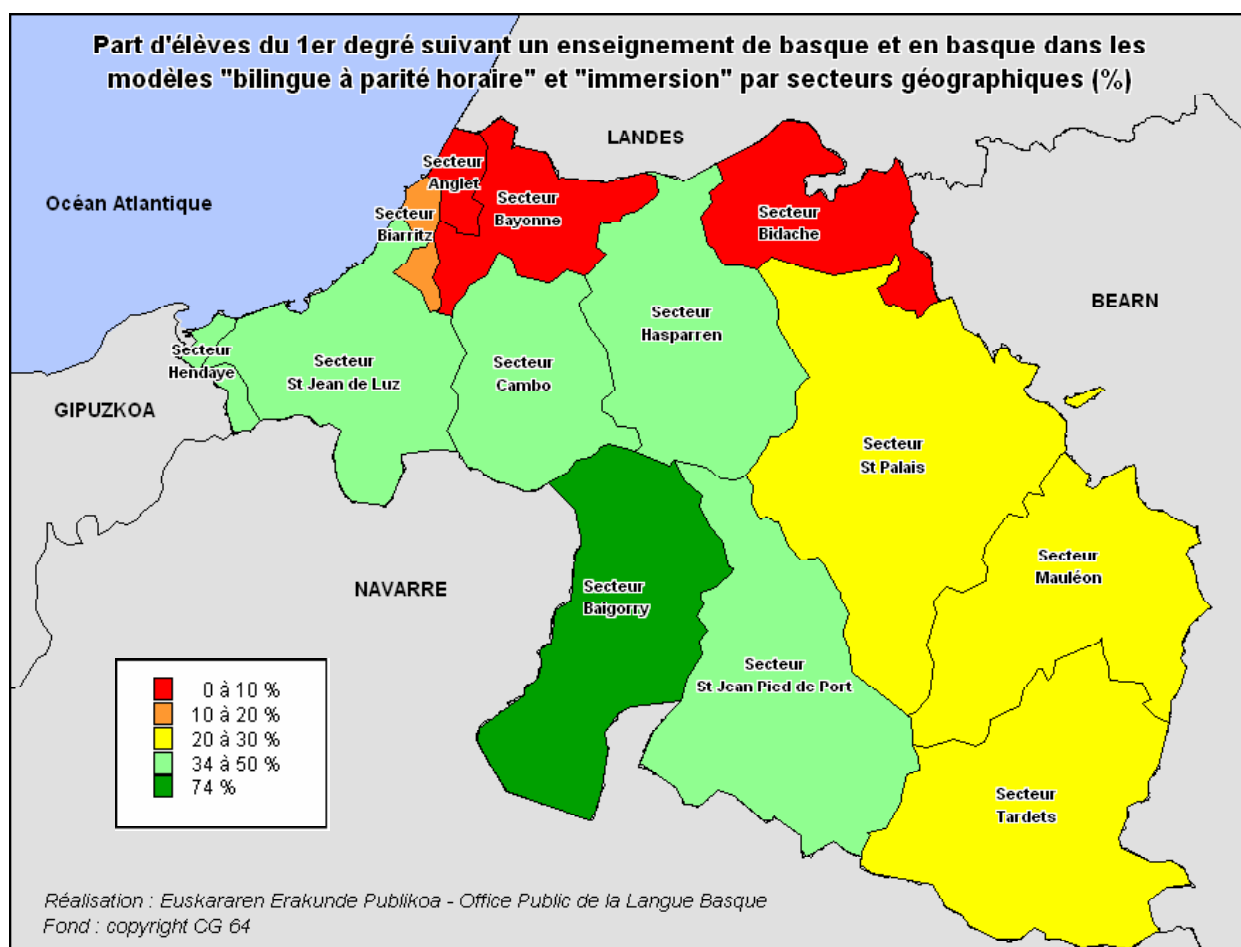 Part d'élèves du 1er degré suivant un enseignement de basque et en basque dans les
modèles "bilingue à parité horaire" et "immersion" par secteurs géographiques (%)
LANDES
Océan Atlantique
Secteur
Anglet
Secteur
Bayonne
Secteur
Biarritz
Secteur
Bidache
BEARN
Secteur
Hasparren
Secteur
Hendaye
Secteur
St Jean de Luz
Secteur
Cambo
GIPUZKOA
Secteur
St Palais
Secteur
Mauléon
NAVARRE
Secteur
Baigorry
Secteur
St Jean Pied de Port
Secteur
Tardets
0 à 10 %
10 à 20 %
20 à 30 %
34 à 50 %
74 %
Réalisation : Euskararen Erakunde Publikoa - Office Public de la Langue Basque
Fond : copyright CG 64